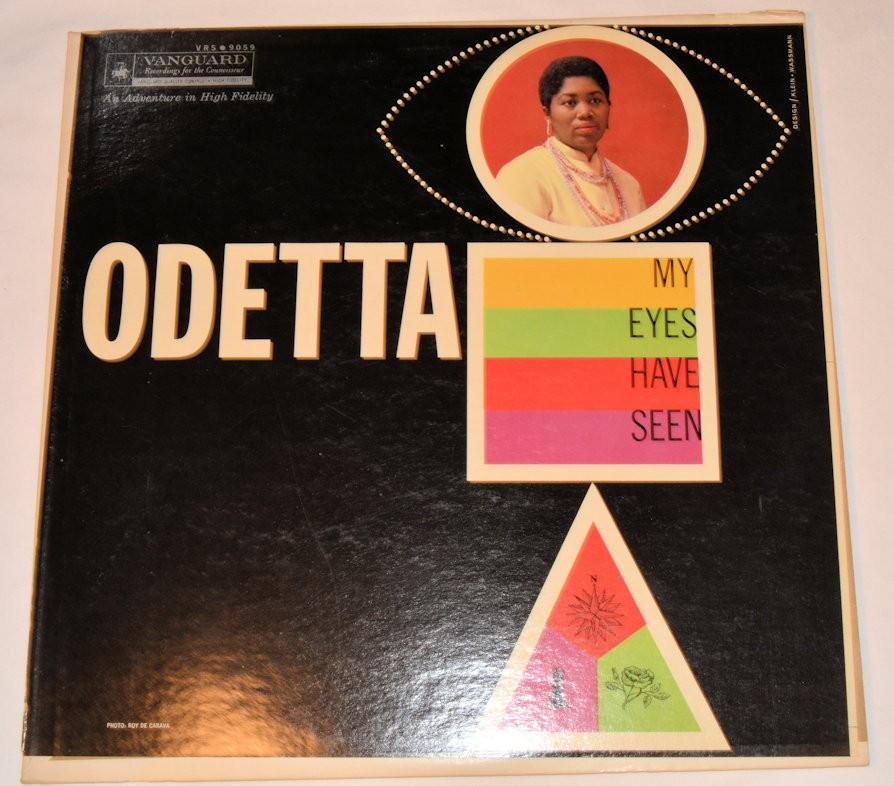 VRS • 9059
VANGUARD
Recordings for the Connoisseur
An Adventure in High Fidelity
DESIGN / KLEIN • WASSMANN
ODETTA
MY
EYES
HAVE
SEEN
N
PHOTO: ROY DE CARAVA